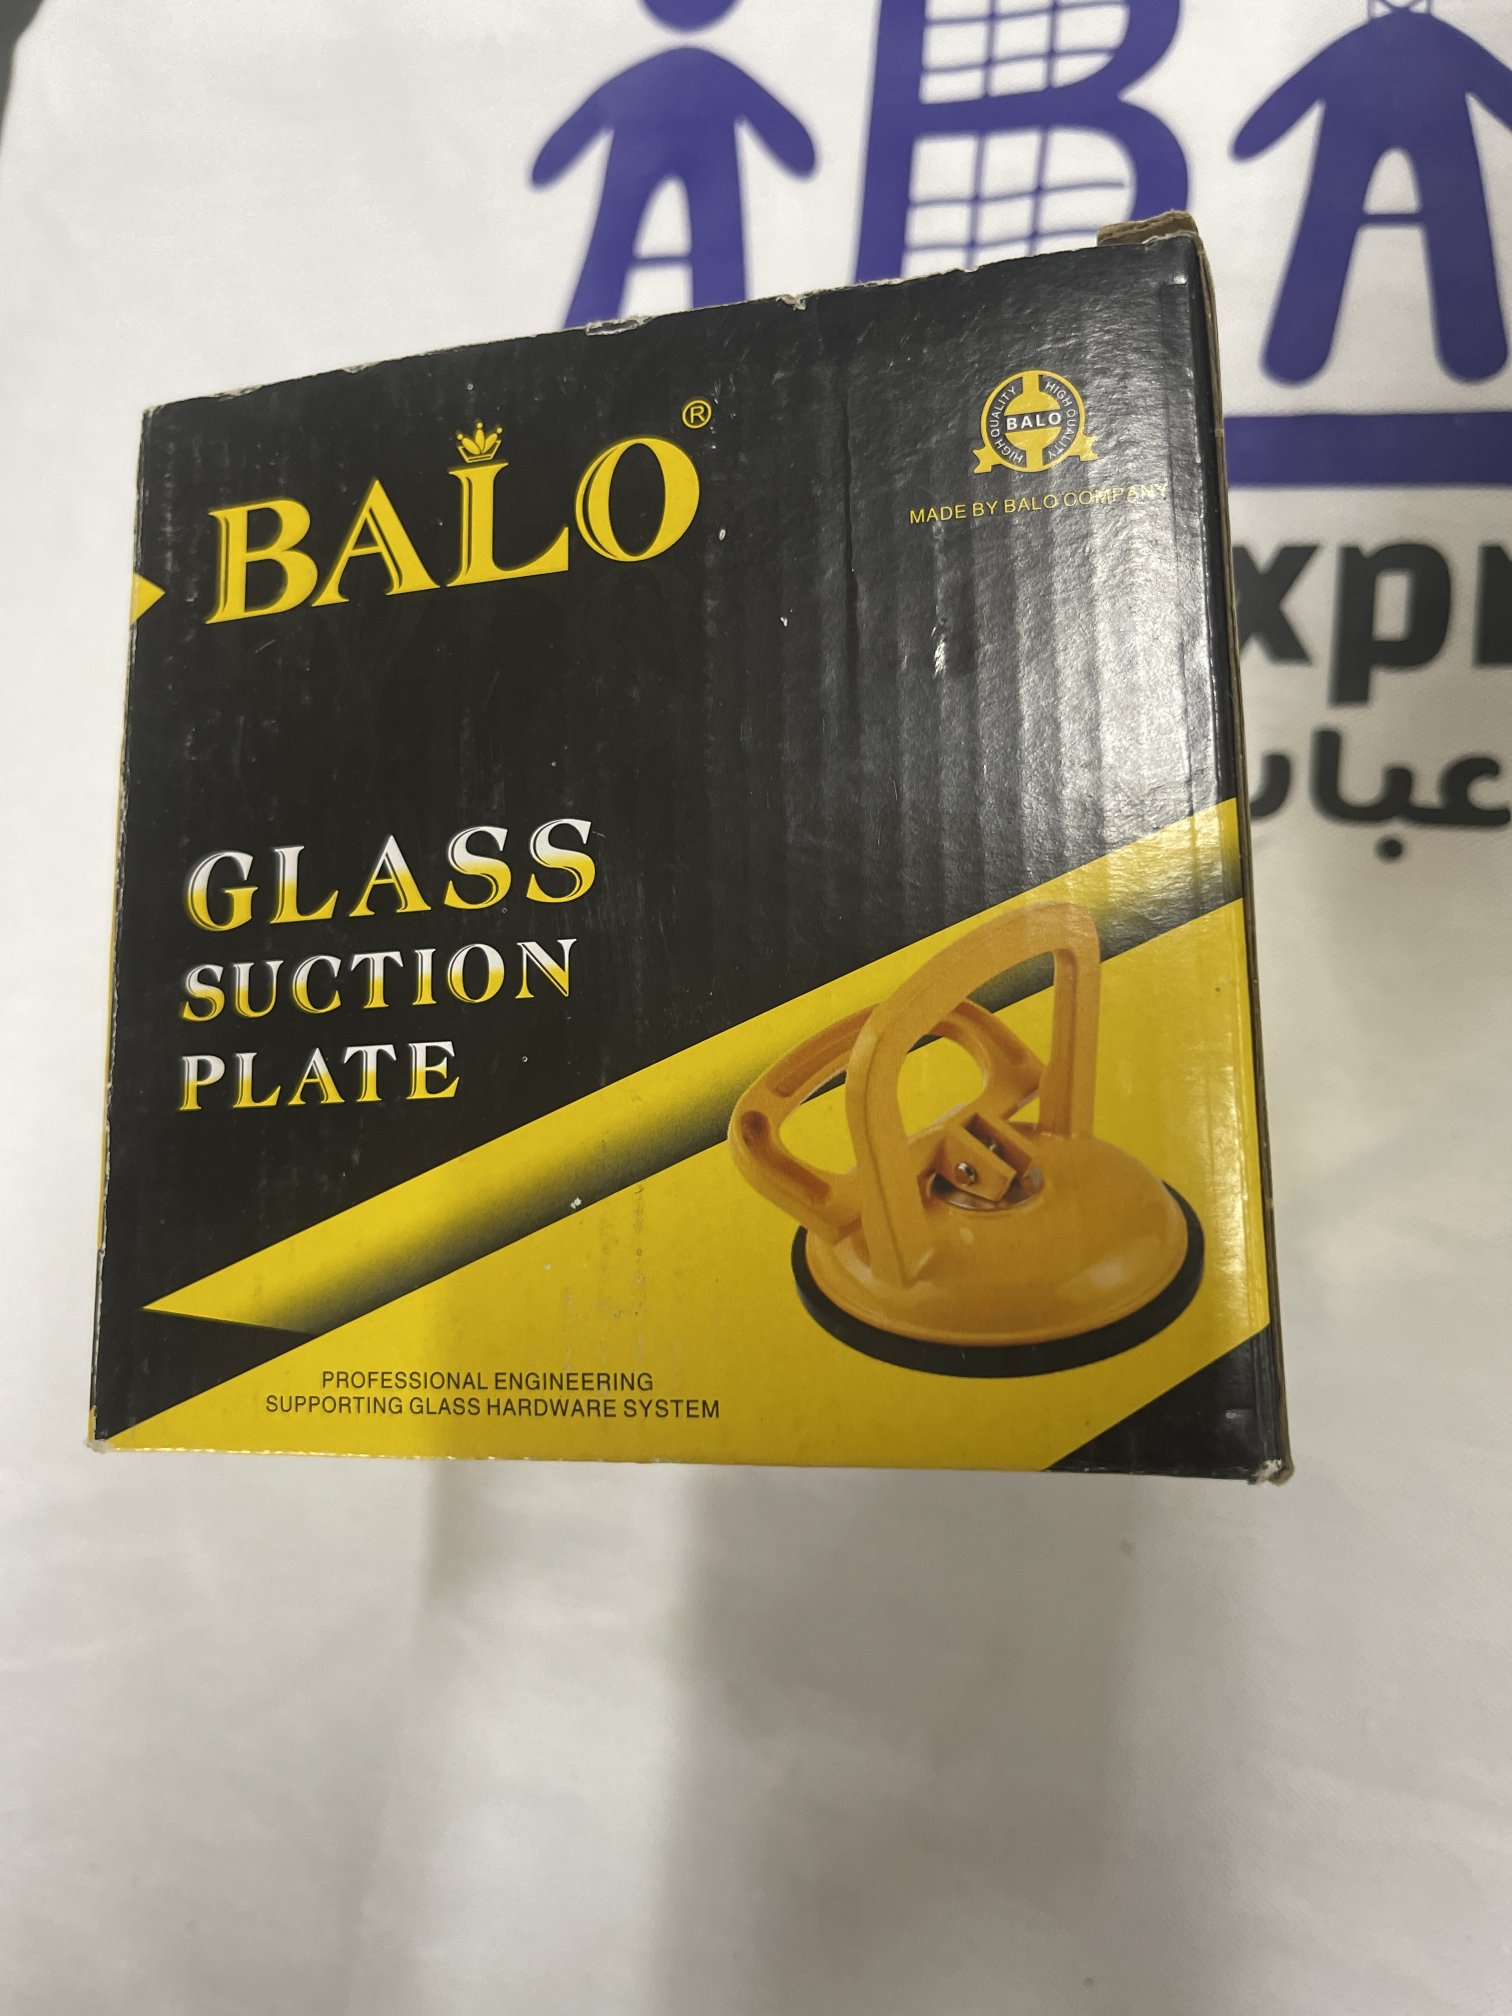 BALO®
HIGH QUALITY
HIGH QUALITY
BALO
MADE BY BALO COMPANY
GLASS
SUCTION
PLATE
PROFESSIONAL ENGINEERING
SUPPORTING GLASS HARDWARE SYSTEM